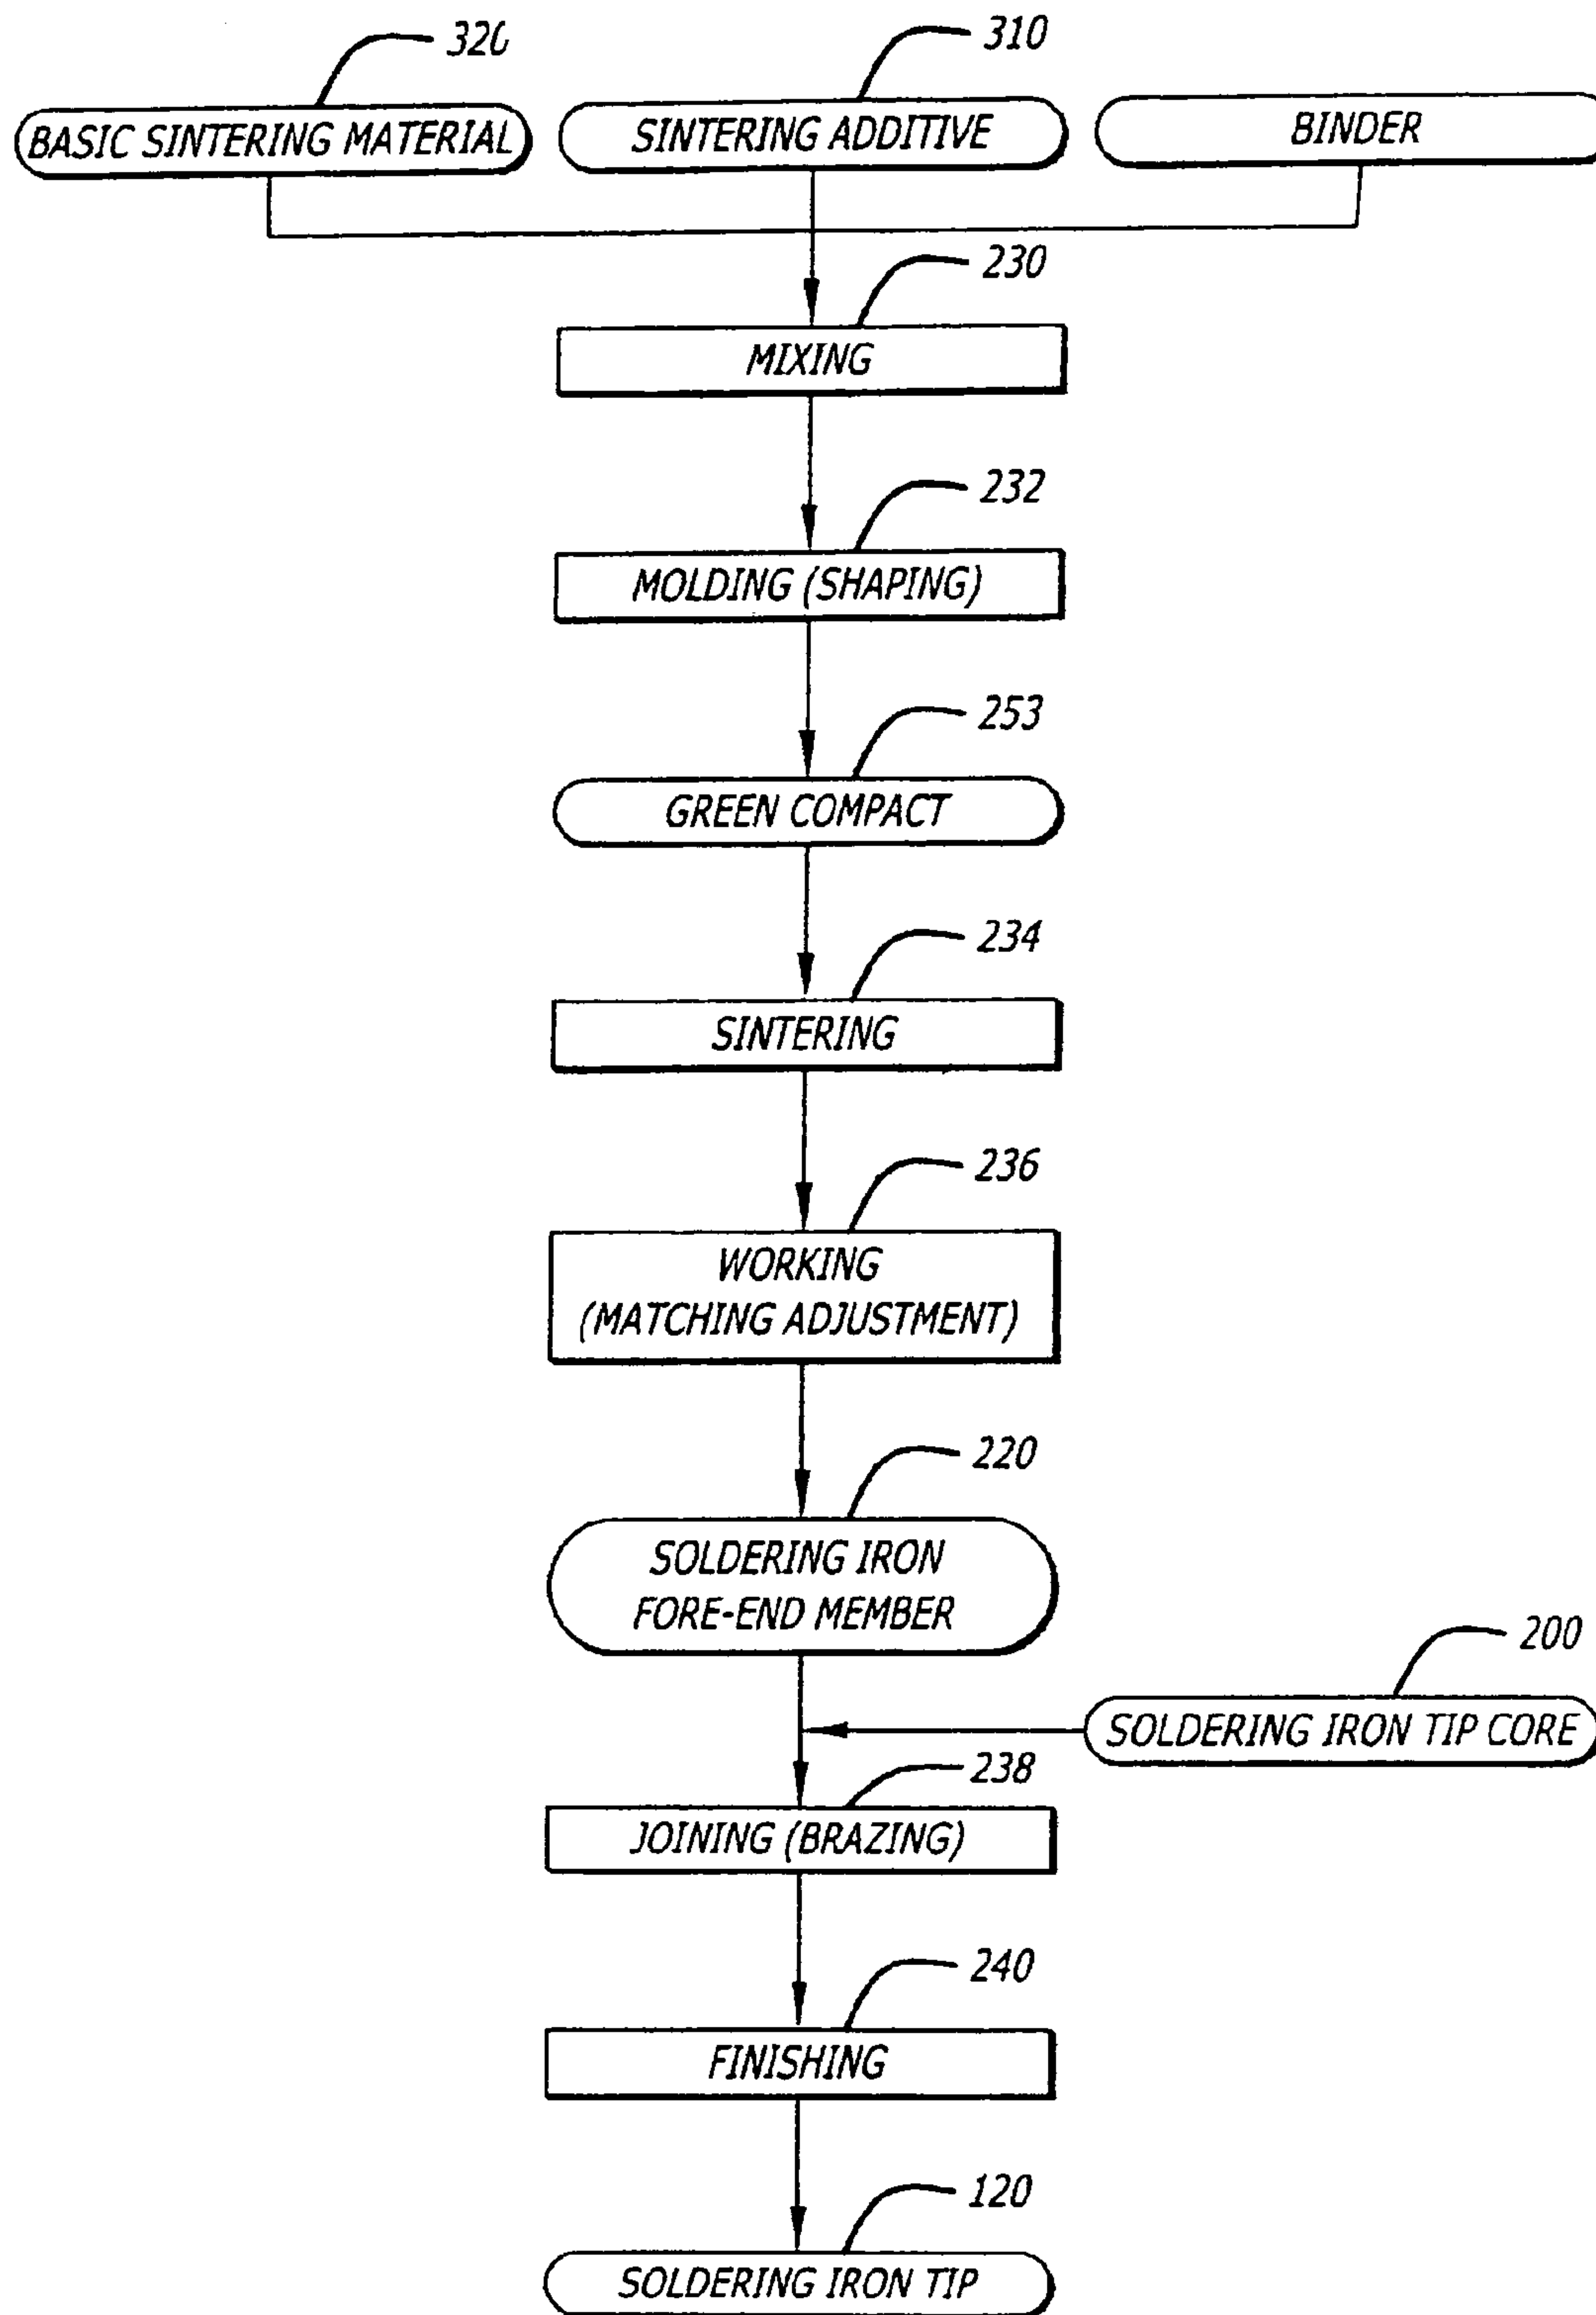 320
310
BASIC SINTERING MATERIAL
SINTERING ADDITIVE
BINDER
230
MIXING
232
MOLDING (SHAPING)
253
GREEN COMPACT
234
SINTERING
236
WORKING
(MATCHING ADJUSTMENT)
220
SOLDERING IRON
FORE-END MEMBER
200
SOLDERING IRON TIP CORE
238
JOINING (BRAZING)
240
FINISHING
120
SOLDERING IRON TIP